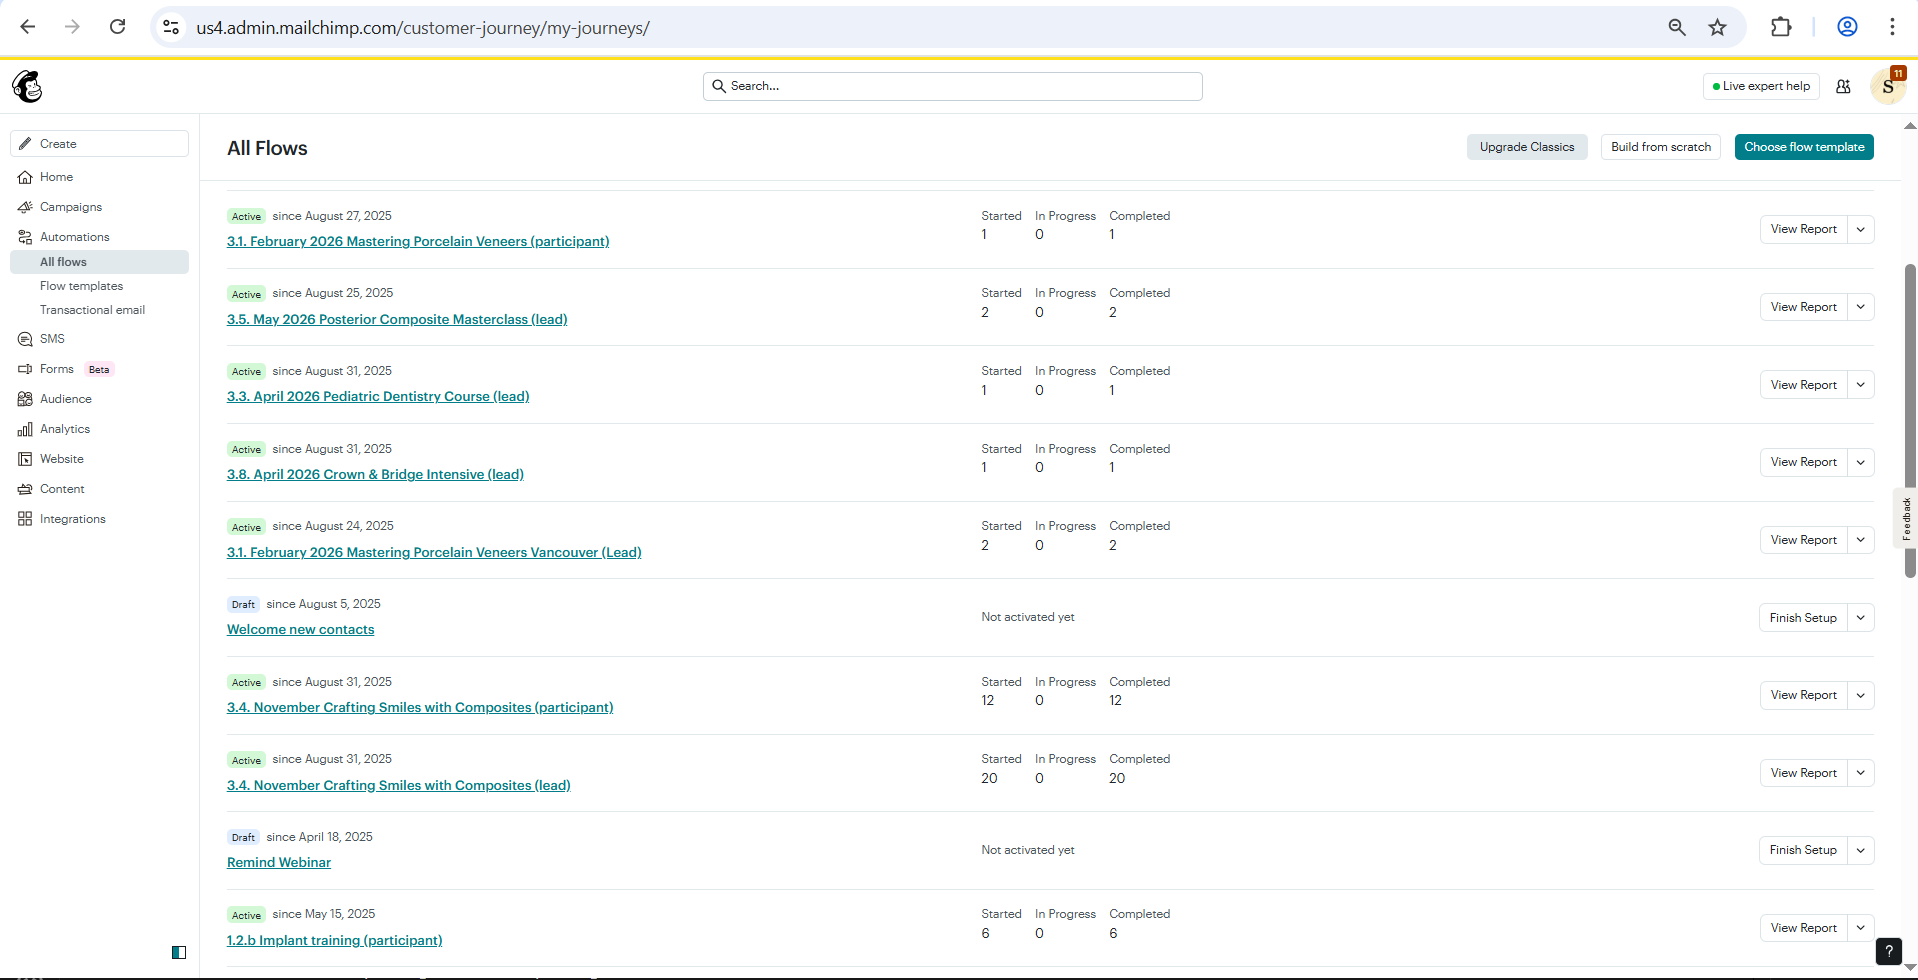 us4.admin.mailchimp.com/customer-journey/my-journeys/
Search...
Live expert help
11
S
Create
Home
Campaigns
Automations
All flows
Flow templates
Transactional email
SMS
Forms Beta
Audience
Analytics
Website
Content
Integrations
All Flows
Upgrade Classics
Build from scratch
Choose flow template
Active since August 27, 2025
3.1. February 2026 Mastering Porcelain Veneers (participant)
Started In Progress Completed
1 0 1
View Report
Active since August 25, 2025
3.5. May 2026 Posterior Composite Masterclass (lead)
Started In Progress Completed
2 0 2
View Report
Active since August 31, 2025
3.3. April 2026 Pediatric Dentistry Course (lead)
Started In Progress Completed
1 0 1
View Report
Active since August 31, 2025
3.8. April 2026 Crown & Bridge Intensive (lead)
Started In Progress Completed
1 0 1
View Report
Active since August 24, 2025
3.1. February 2026 Mastering Porcelain Veneers Vancouver (Lead)
Started In Progress Completed
2 0 2
View Report
Draft since August 5, 2025
Welcome new contacts
Not activated yet
Finish Setup
Active since August 31, 2025
3.4. November Crafting Smiles with Composites (participant)
Started In Progress Completed
12 0 12
View Report
Active since August 31, 2025
3.4. November Crafting Smiles with Composites (lead)
Started In Progress Completed
20 0 20
View Report
Draft since April 18, 2025
Remind Webinar
Not activated yet
Finish Setup
Active since May 15, 2025
1.2.b Implant training (participant)
Started In Progress Completed
6 0 6
View Report
Feedback
?